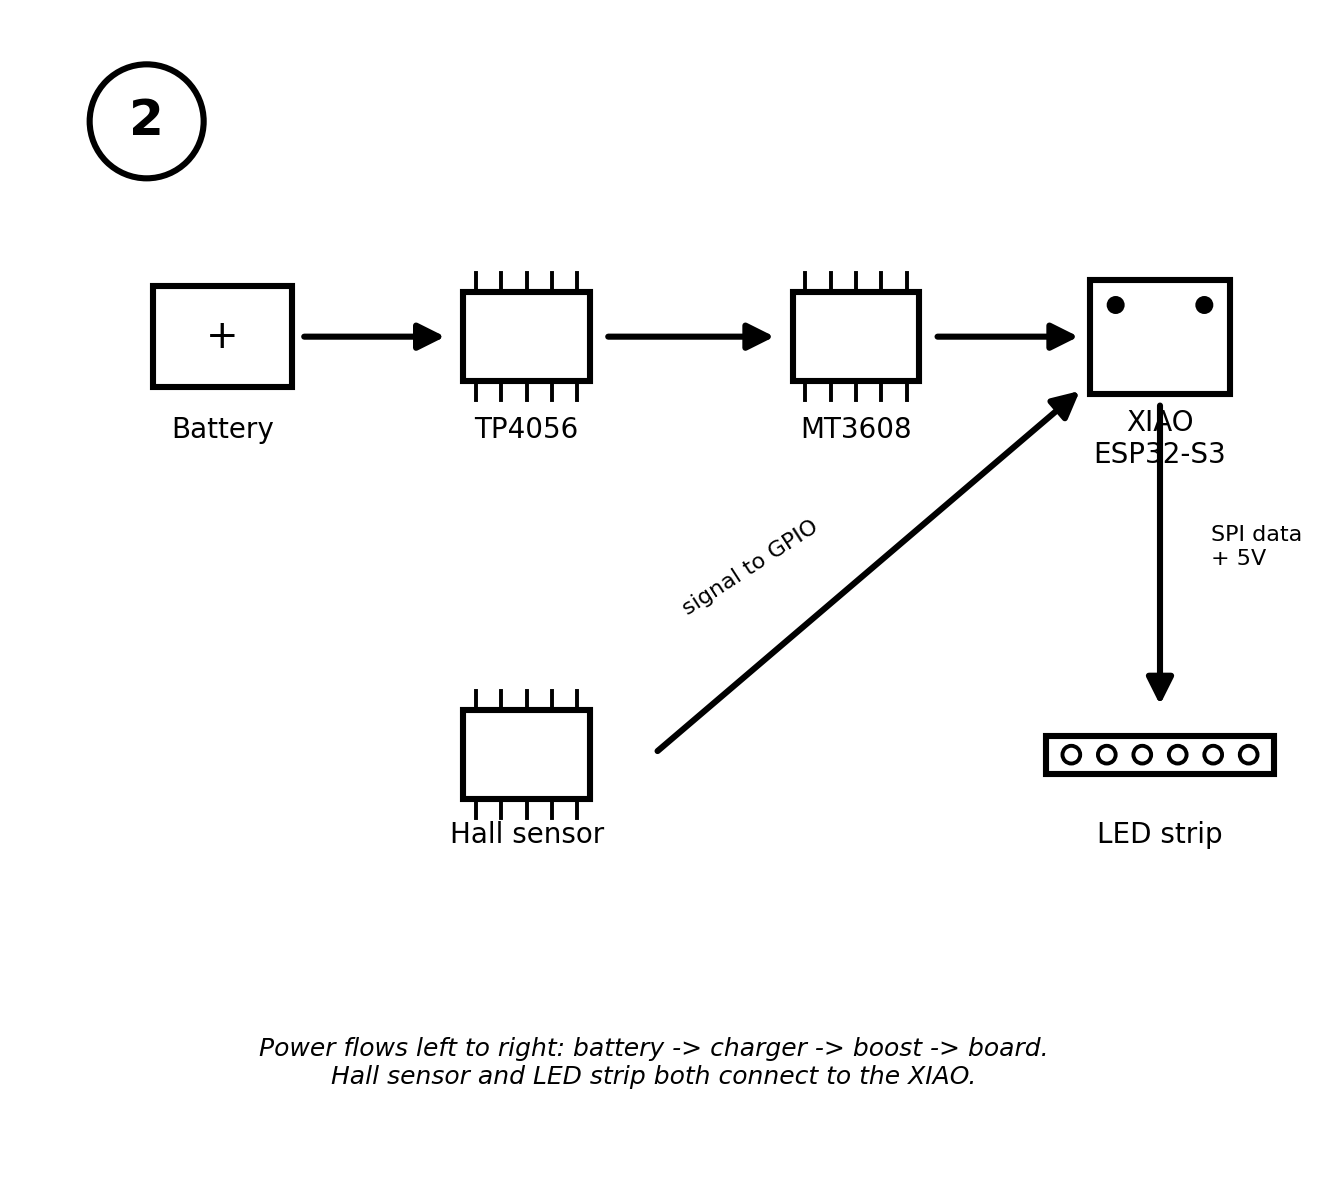 2
+
Battery
TP4056
MT3608
XIAO
ESP32-S3
signal to GPIO
SPI data
+ 5V
Hall sensor
LED strip
Power flows left to right: battery -> charger -> boost -> board.
Hall sensor and LED strip both connect to the XIAO.